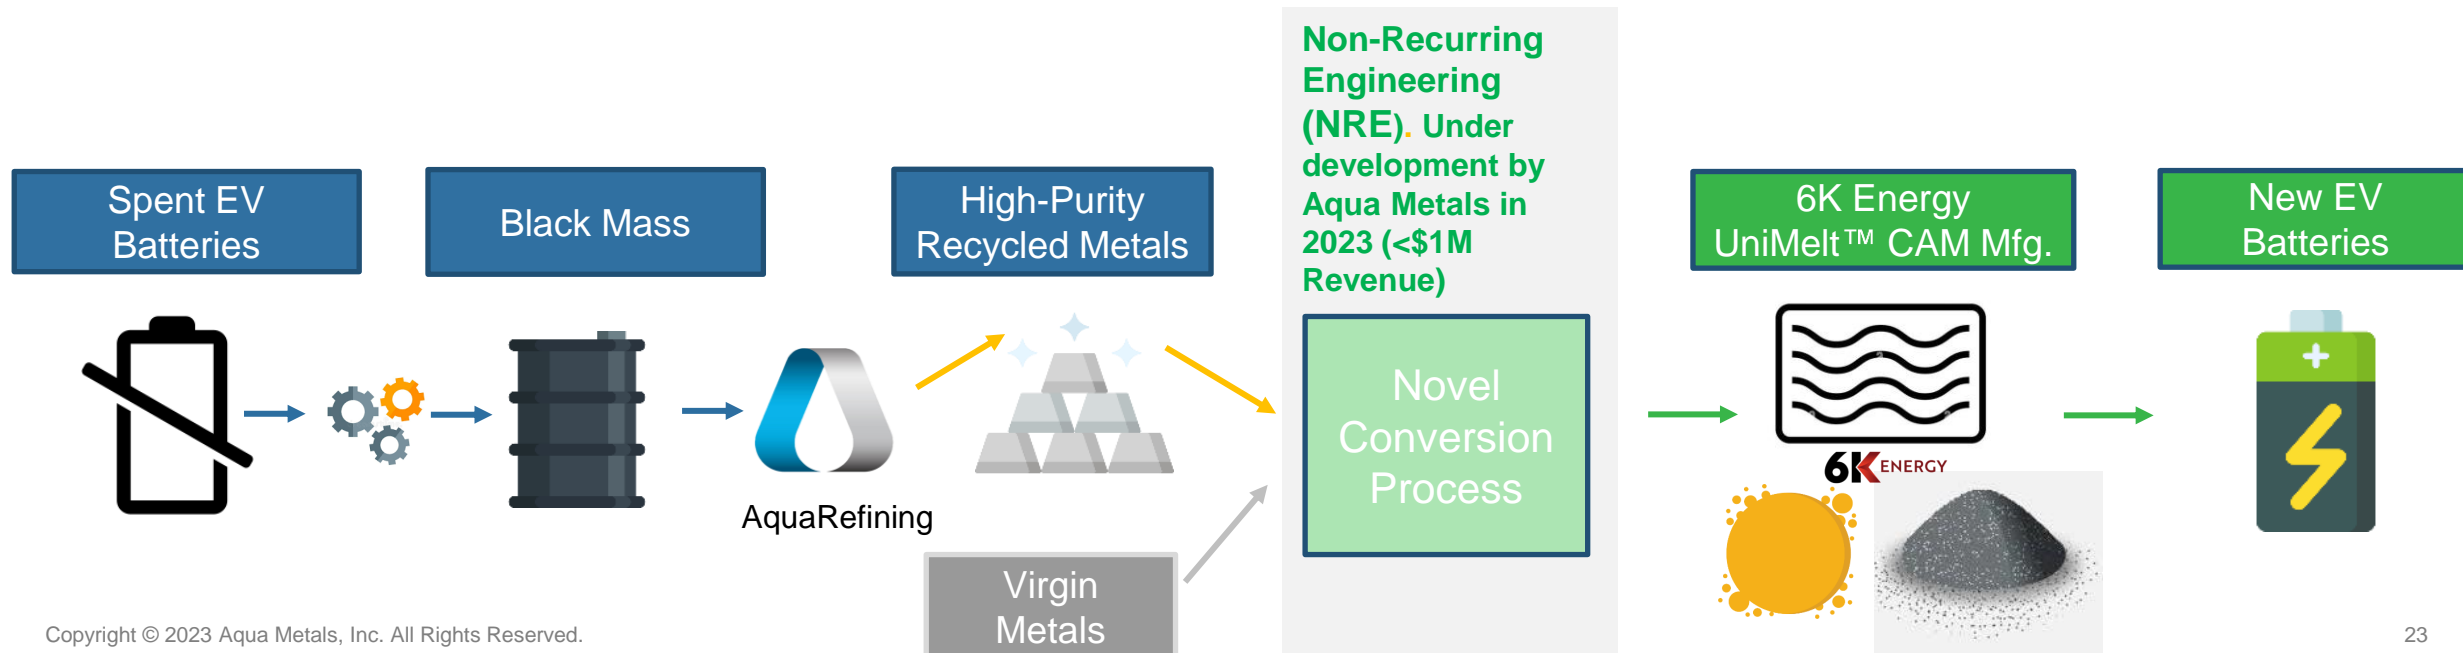 Non-Recurring
Engineering
(NRE). Under
development by
Aqua Metals in
2023 (<$1M
Revenue)
Spent EV
Batteries
Black Mass
High-Purity
Recycled Metals
6K Energy
UniMelt™ CAM Mfg.
New EV
Batteries
Novel
Conversion
Process
6K ENERGY
AquaRefining
Virgin
Metals
Copyright © 2023 Aqua Metals, Inc. All Rights Reserved.
23